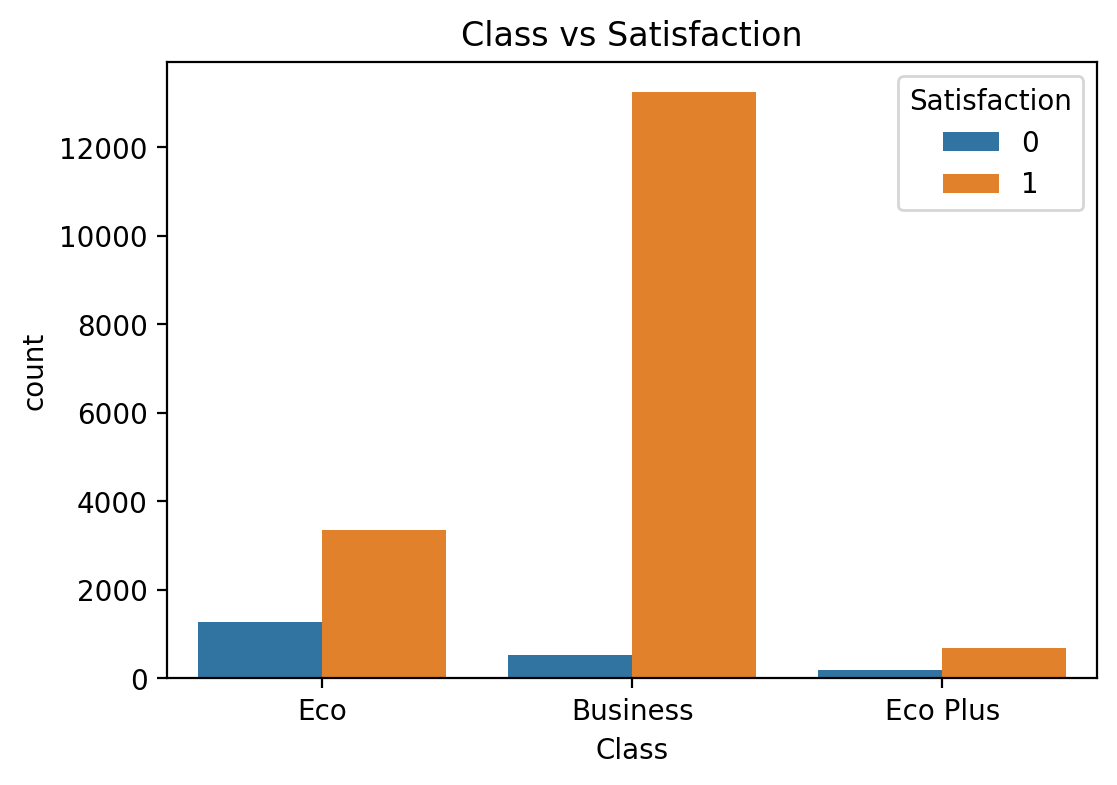 Class vs Satisfaction
Satisfaction
0
1
12000
10000
8000
6000
4000
2000
0
count
Eco Business Eco Plus
Class